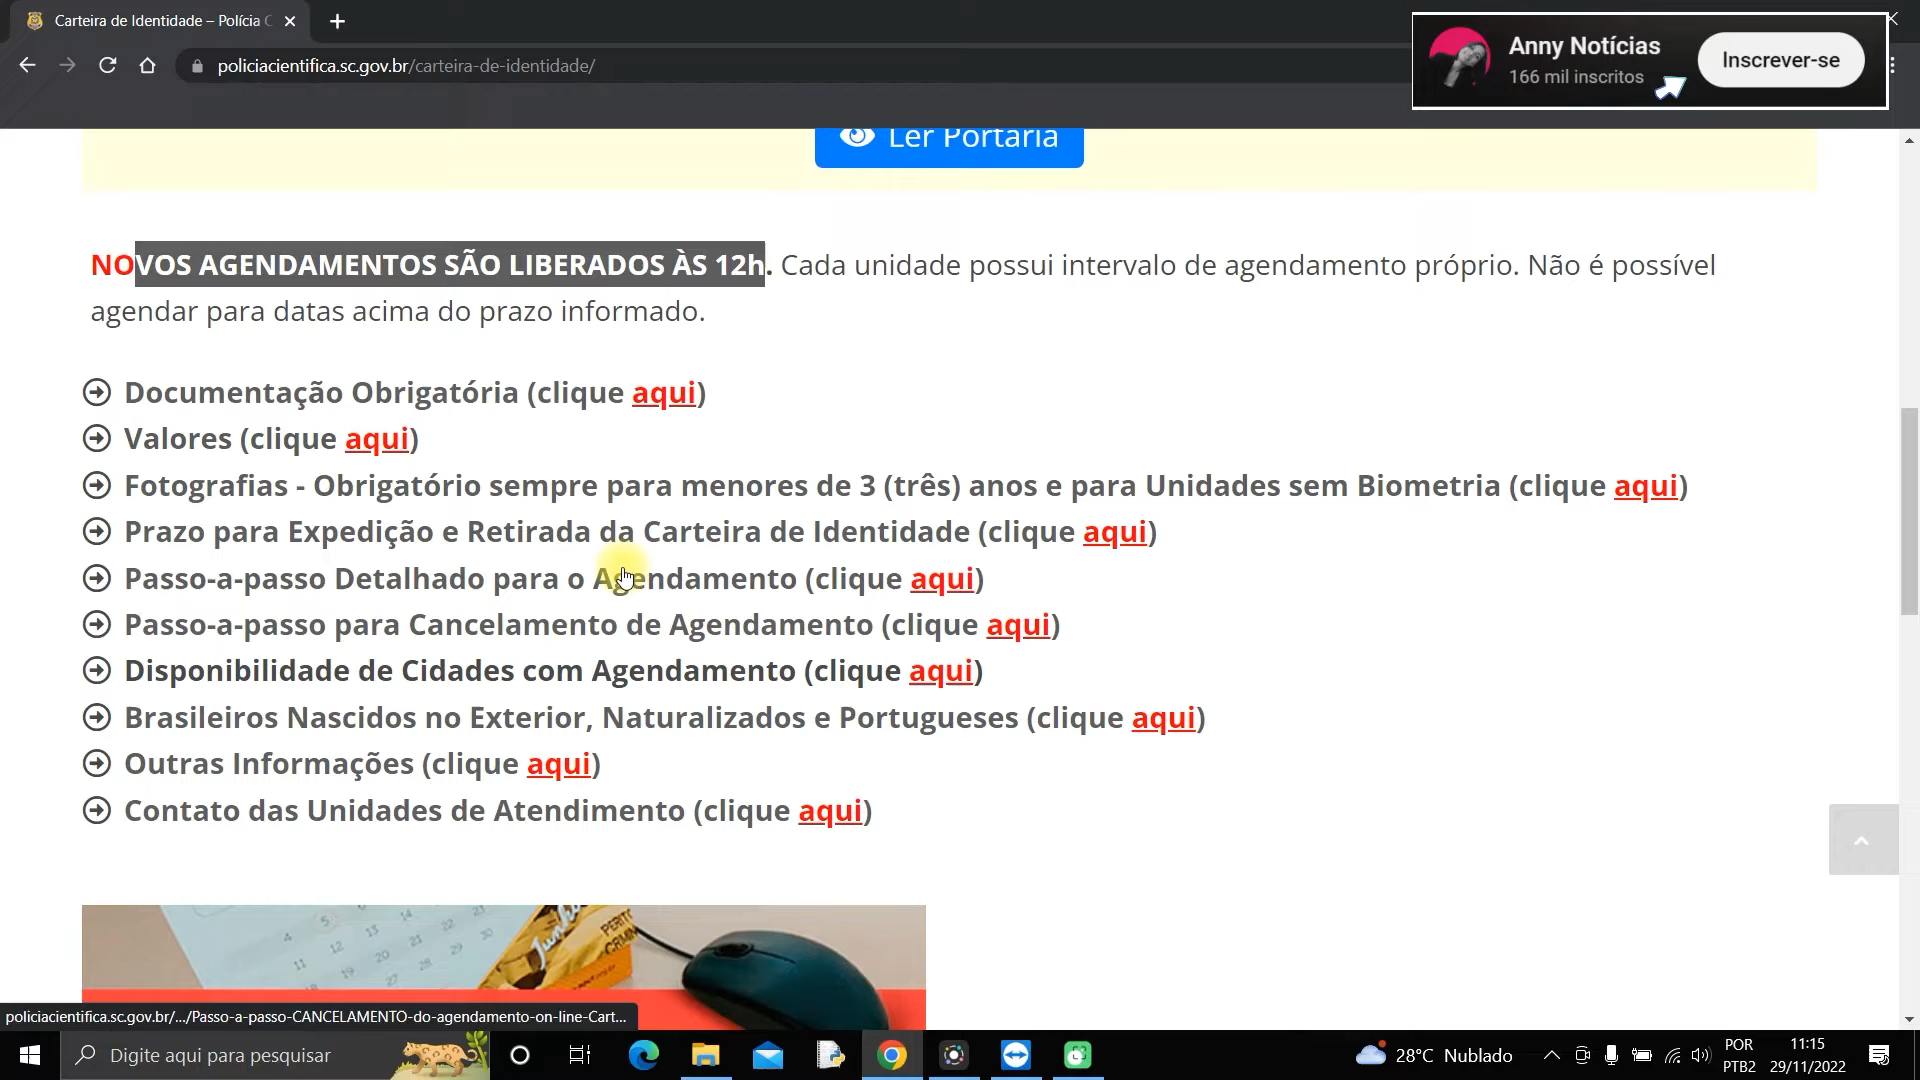 Carteira de Identidade – Polícia C
policiacientifica.sc.gov.br/carteira-de-identidade/
Anny Notícias
166 mil inscritos
Inscrever-se
Ler Portaria
NOVOS AGENDAMENTOS SÃO LIBERADOS ÀS 12h. Cada unidade possui intervalo de agendamento próprio. Não é possível
agendar para datas acima do prazo informado.
Documentação Obrigatória (clique aqui)
Valores (clique aqui)
Fotografias - Obrigatório sempre para menores de 3 (três) anos e para Unidades sem Biometria (clique aqui)
Prazo para Expedição e Retirada da Carteira de Identidade (clique aqui)
Passo-a-passo Detalhado para o Agendamento (clique aqui)
Passo-a-passo para Cancelamento de Agendamento (clique aqui)
Disponibilidade de Cidades com Agendamento (clique aqui)
Brasileiros Nascidos no Exterior, Naturalizados e Portugueses (clique aqui)
Outras Informações (clique aqui)
Contato das Unidades de Atendimento (clique aqui)
policiacientifica.sc.gov.br/.../Passo-a-passo-CANCELAMENTO-do-agendamento-on-line-Cart...
Digite aqui para pesquisar
28°C Nublado
POR
PTB2
11:15
29/11/2022